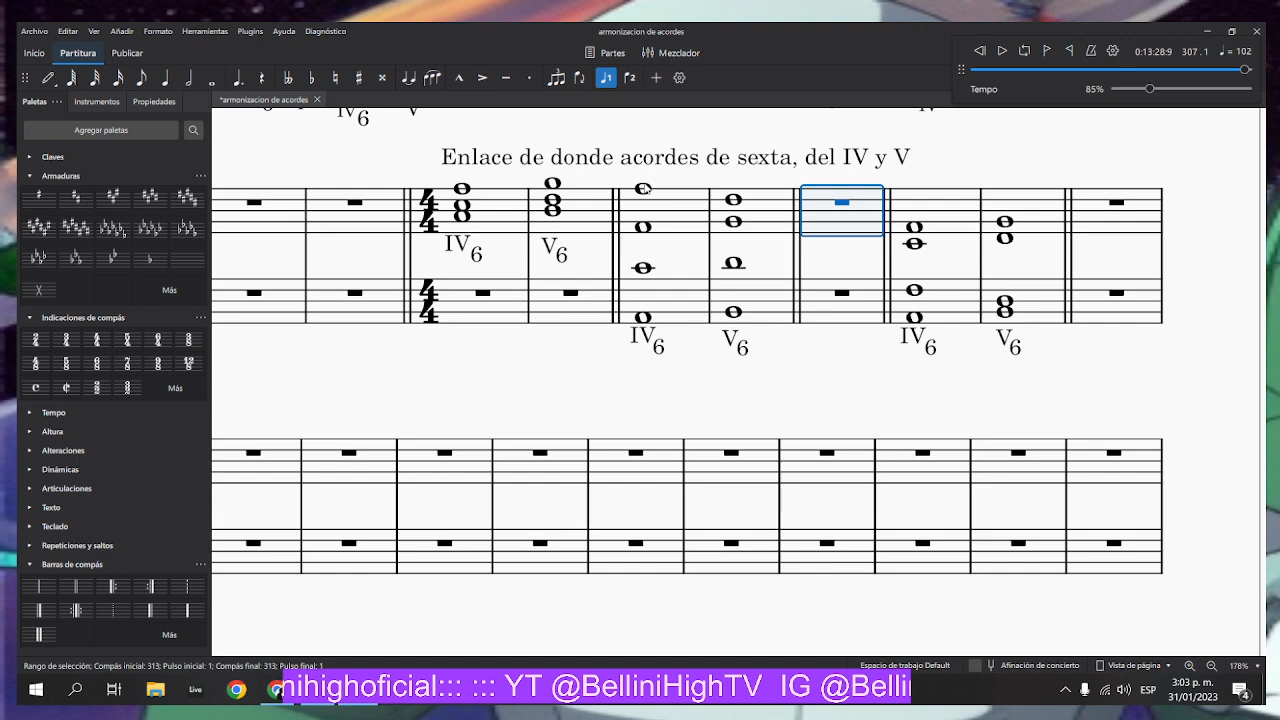 Archivo Editar Ver Añadir Formato Herramientas Plugins Ayuda Diagnóstico
armonizacion de acordes
Inicio Partitura Publicar
Partes Mezclador
0:13:28:9 307.1 = 102
Tempo 85%
Paletas Instrumentos Propiedades
*armonizacion de acordes
Agregar paletas
Claves
Armaduras
Más
Indicaciones de compás
Más
Tempo
Altura
Alteraciones
Dinámicas
Articulaciones
Texto
Teclado
Repeticiones y saltos
Barras de compás
Más
Enlace de donde acordes de sexta, del IV y V
IV6 V6
IV6 V6 IV6 V6
Rango de selección; Compás inicial: 313; Pulso inicial: 1; Compás final: 313; Pulso final: 1
Espacio de trabajo Default Afinación de concierto Vista de página 178%
Live
nihighoficial::: ::: YT @BelliniHighTV IG @Belli
ESP
3:03 p. m.
31/01/2023
4